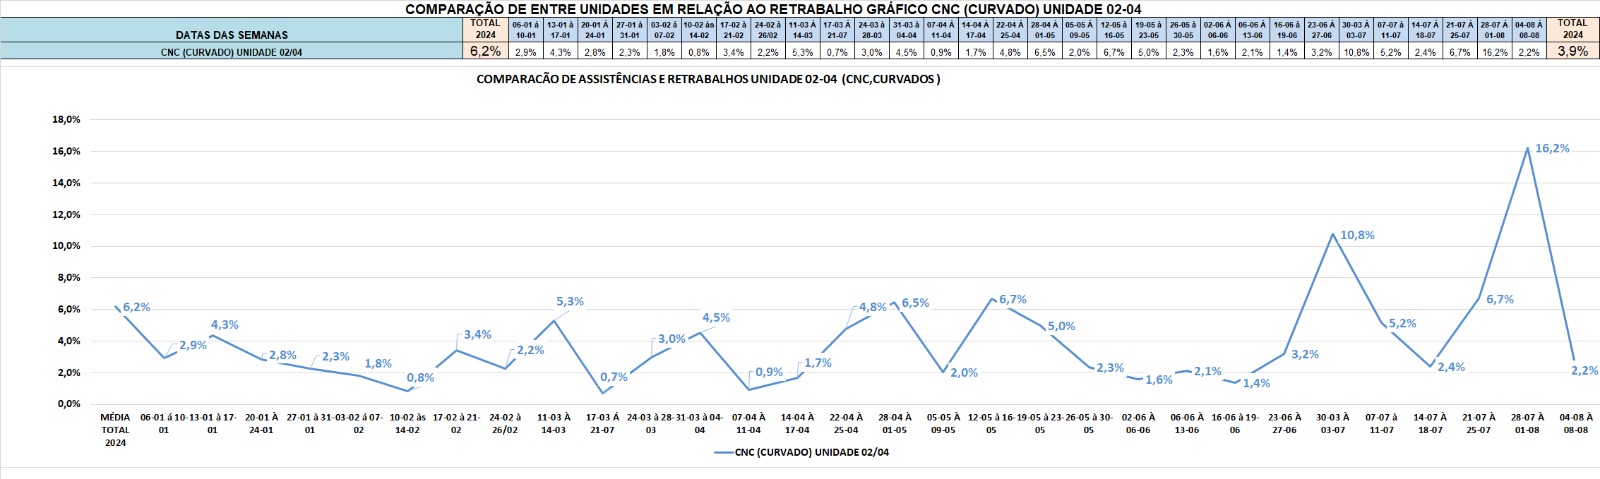 COMPARAÇÃO DE ENTRE UNIDADES EM RELAÇÃO AO RETRABALHO GRÁFICO CNC (CURVADO) UNIDADE 02-04
DATAS DAS SEMANAS TOTAL 2024 06-01 á 10-01 13-01 à 17-01 20-01 Á 24-01 27-01 Á 31-01 03-02 á 07-02 10-02 às 14-02 17-02 á 21-02 24-02 à 26/02 11-03 Á 14-03 17-03 Á 21-07 24-03 á 28-03 31-03 Á 04-04 07-04 Á 11-04 14-04 Á 17-04 22-04 Á 25-04 28-04 Á 01-05 05-05 Á 09-05 12-05 á 16-05 19-05 á 23-05 26-05 á 30-05 02-06 Á 06-06 06-06 Á 13-06 16-06 à 19-06 23-06 Á 27-06 30-03 Á 03-07 07-07 à 11-07 14-07 À 18-07 21-07 À 25-07 28-07 À 01-08 04-08 À 08-08 TOTAL 2024
CNC (CURVADO) UNIDADE 02/04 6,2% 2,9% 4,3% 2,8% 2,3% 1,8% 0,8% 3,4% 2,2% 5,3% 0,7% 3,0% 4,5% 0,9% 1,7% 4,8% 6,5% 2,0% 6,7% 5,0% 2,3% 1,6% 2,1% 1,4% 3,2% 10,8% 5,2% 2,4% 6,7% 16,2% 2,2% 3,9%
COMPARACÃO DE ASSISTÊNCIAS E RETRABALHOS UNIDADE 02-04 (CNC,CURVADOS )
18,0%
16,0%
14,0%
12,0%
10,0%
8,0%
6,0%
4,0%
2,0%
0,0%
6,2% 2,9% 4,3% 2,8% 2,3% 1,8% 0,8% 3,4% 2,2% 5,3% 0,7% 3,0% 4,5% 0,9% 1,7% 4,8% 6,5% 2,0% 6,7% 5,0% 2,3% 1,6% 2,1% 1,4% 3,2% 10,8% 5,2% 2,4% 6,7% 16,2% 2,2%
MÉDIA 06-01 á 10-13-01 à 17- 20-01 Á 27-01 Á 31-03-02 á 07- 10-02 às 17-02 á 21- 24-02 à 11-03 Á 17-03 Á 24-03 á 28-31-03 Á 04- 07-04 Á 14-04 Á 22-04 Á 28-04 Á 05-05 Á 12-05 á 16-19-05 á 23-26-05 á 30- 02-06 Á 06-06 Á 16-06 à 19- 23-06 Á 30-03 Á 07-07 à 14-07 À 21-07 À 28-07 À 04-08 À
TOTAL 01 01 24-01 01 02 14-02 02 26/02 14-03 21-07 03 04 11-04 17-04 25-04 01-05 09-05 05 05 05 06-06 13-06 06 27-06 03-07 11-07 18-07 25-07 01-08 08-08
2024
CNC (CURVADO) UNIDADE 02/04